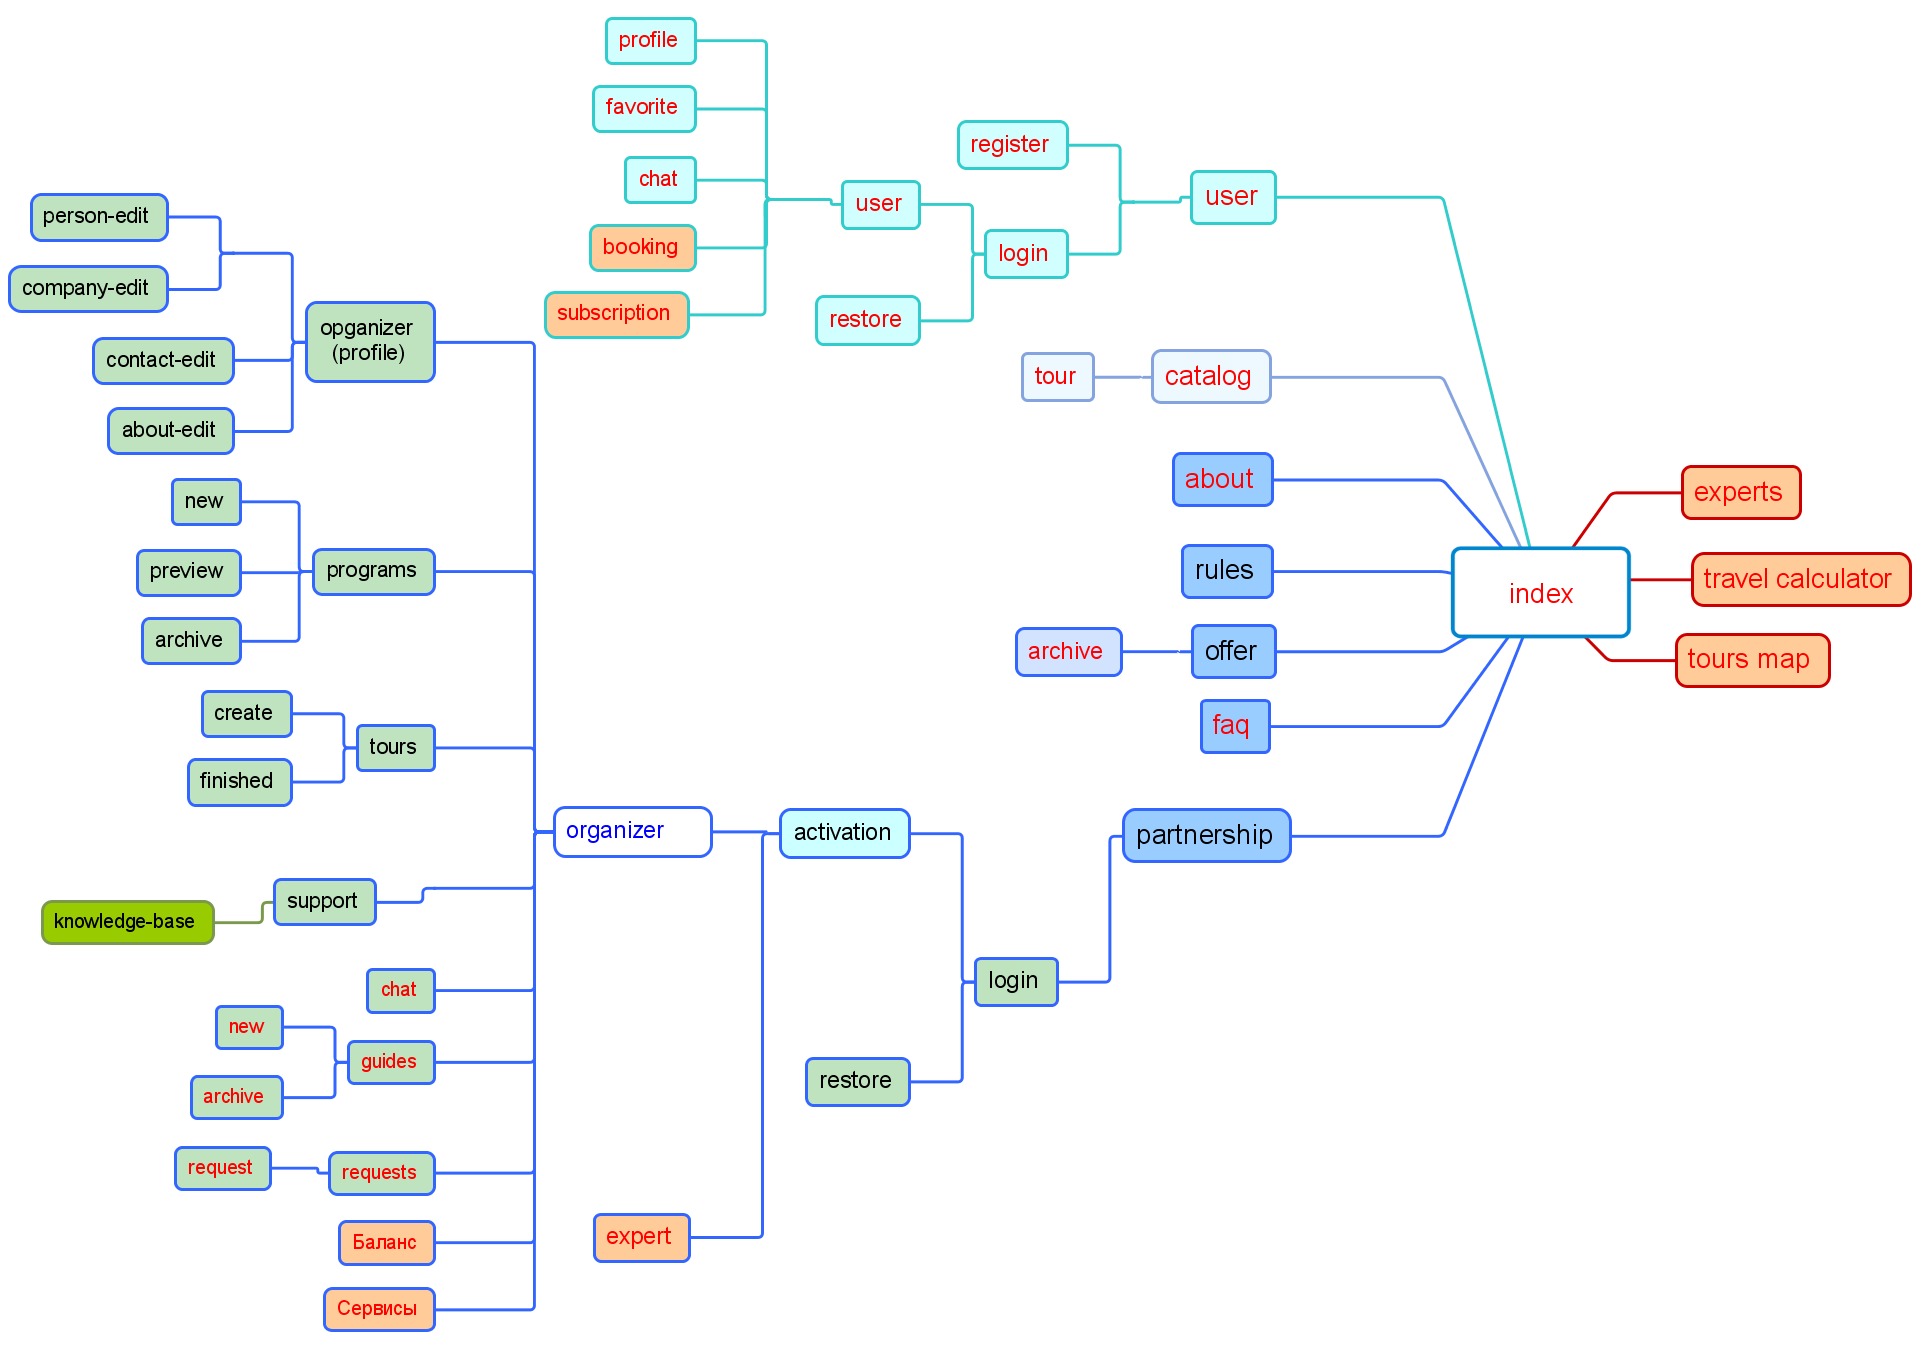 profile
favorite
chat
booking
subscription
register
user
user
login
restore
person-edit
company-edit
opganizer
(profile)
contact-edit
about-edit
tour
catalog
about
experts
new
preview
programs
archive
rules
travel calculator
index
archive
offer
tours map
faq
create
tours
finished
organizer
activation
partnership
support
knowledge-base
chat
login
new
guides
archive
restore
request
requests
expert
Баланс
Сервисы